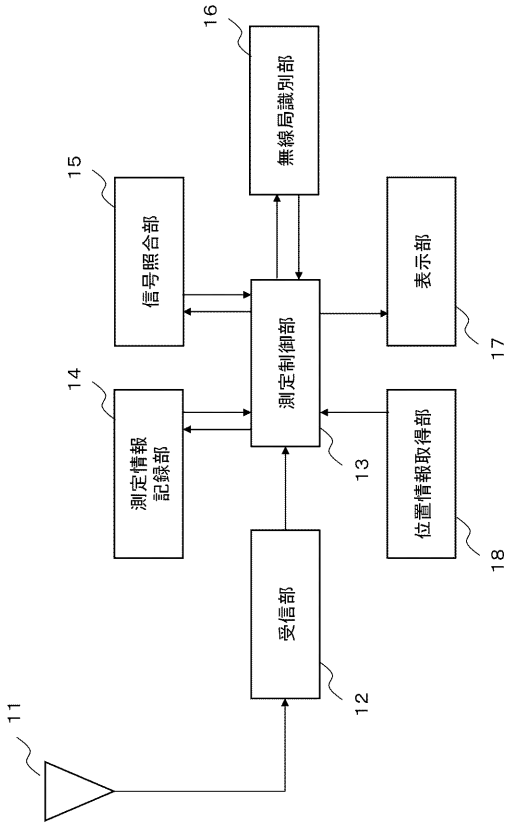 11
12
受信部
13
測定制御部
14
測定情報
記録部
15
信号照合部
16
無線局識別部
17
表示部
18
位置情報取得部